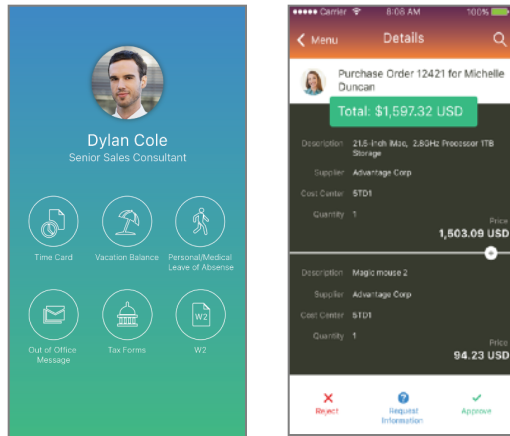 Dylan Cole
Senior Sales Consultant
Time Card
Vacation Balance
Personal/Medical
Leave of Absense
Out of Office
Message
Tax Forms
W2
W2
Carrier 8:08 AM 100%
Menu
Details
Purchase Order 12421 for Michelle
Duncan
Total: $1,597.32 USD
Description 21.5-inch iMac, 2.8GHz Processor 1TB
Storage
Supplier Advantage Corp
Cost Center 5TD1
Quantity 1
Price
1,503.09 USD
Description Magic mouse 2
Supplier Advantage Corp
Cost Center 5TD1
Quantity 1
Price
94.23 USD
Reject
Request
Information
Approve